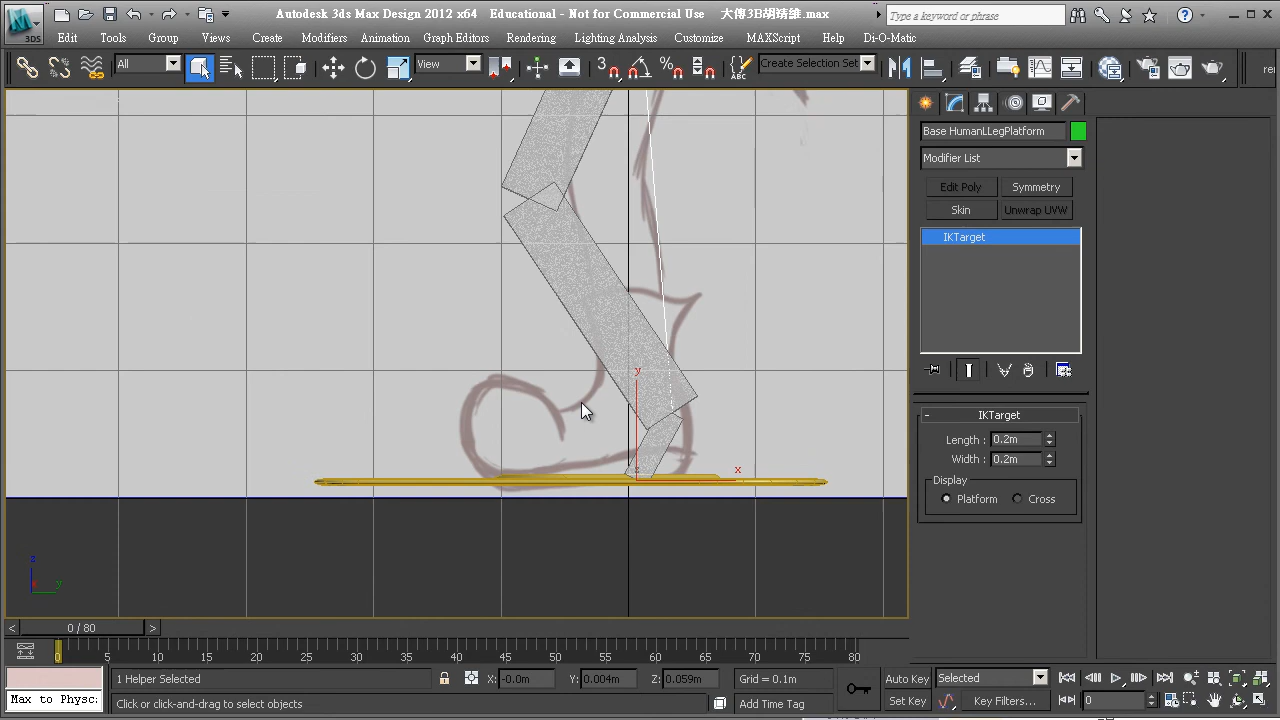 Autodesk 3ds Max Design 2012 x64 Educational - Not for Commercial Use 大傳3B胡婧雒.max
Type a keyword or phrase
3DS
Edit Tools Group Views Create Modifiers Animation Graph Editors Rendering Lighting Analysis Customize MAXScript Help Di-O-Matic
All View 3 % ABC Create Selection Set
Base HumanLLegPlatform
Modifier List
Edit Poly Symmetry
Skin Unwrap UVW
IKTarget
- IKTarget
Length : 0.2m
Width : 0.2m
Display
Platform Cross
y
x
z
y
< 0 / 80 >
0 5 10 15 20 25 30 35 40 45 50 55 60 65 70 75 80
1 Helper Selected X: -0.0m Y: 0.004m Z: 0.059m Grid = 0.1m Auto Key Selected
Max to Physc: Click or click-and-drag to select objects Add Time Tag Set Key Key Filters... 0